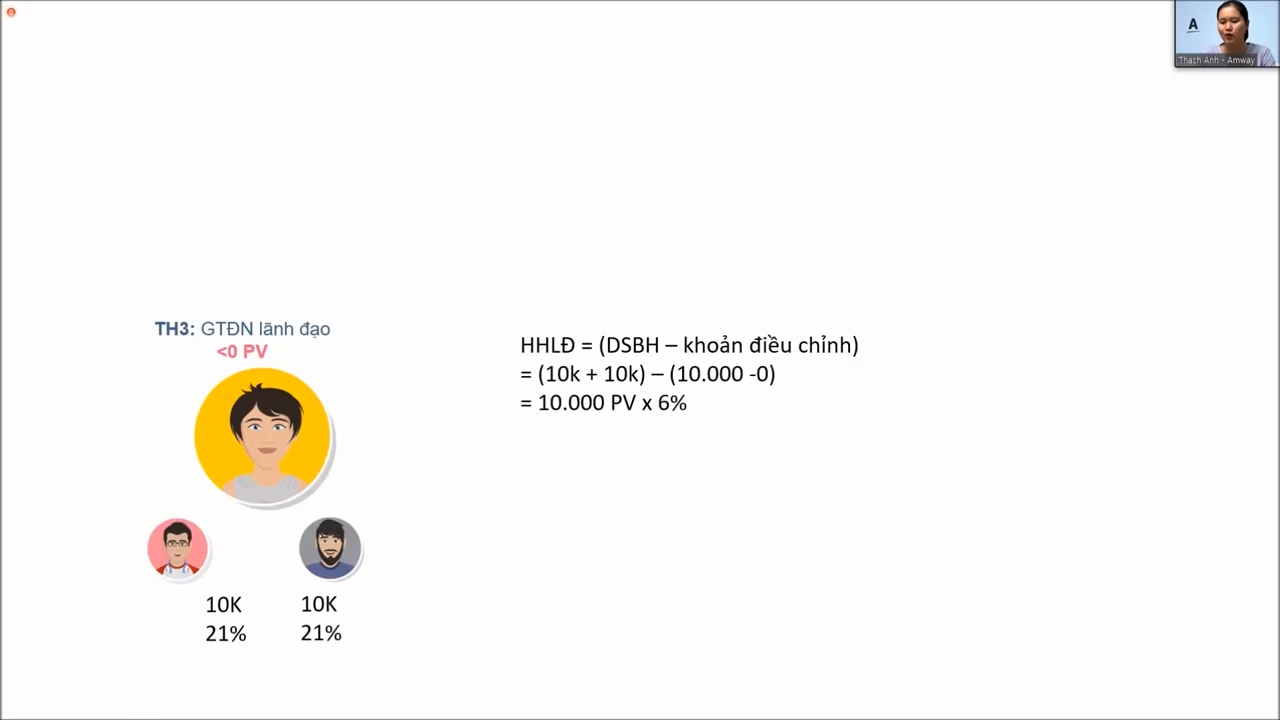 A
Thach Anh - Amway
TH3: GTĐN lãnh đạo
<0 PV
HHLĐ = (DSBH – khoản điều chỉnh)
= (10k + 10k) – (10.000 -0)
= 10.000 PV x 6%
10K
10K
21%
21%